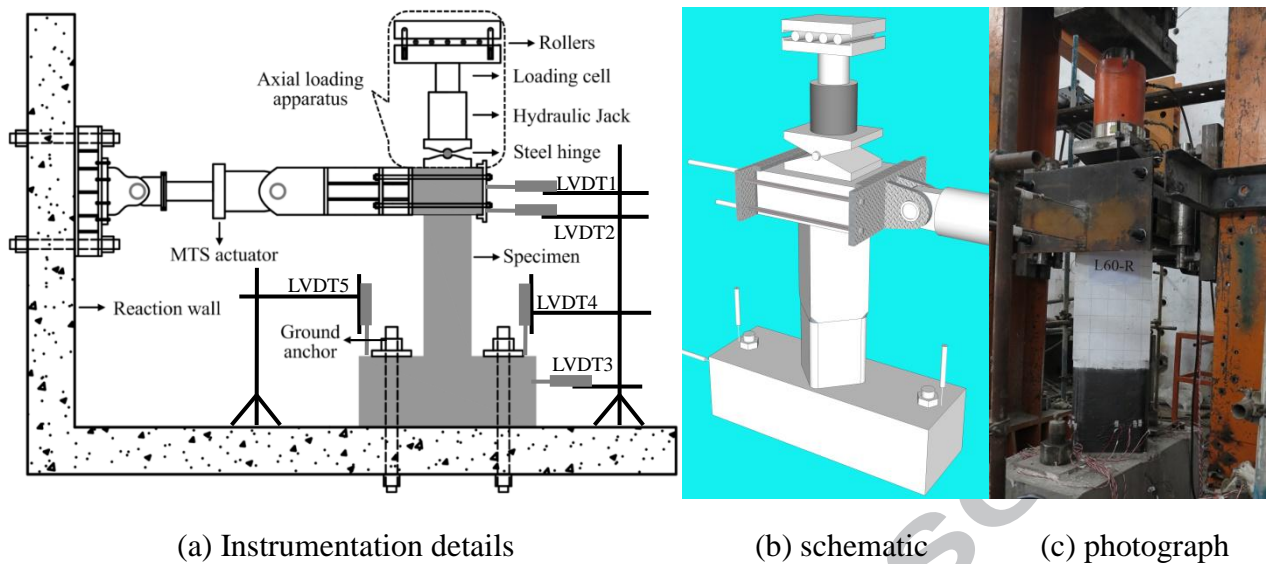 Rollers
Axial loading
apparatus
Loading cell
Hydraulic Jack
Steel hinge
LVDT1
LVDT2
MTS actuator
Specimen
LVDT5
LVDT4
Reaction wall
Ground
anchor
LVDT3
L60-R
(a) Instrumentation details
(b) schematic
(c) photograph